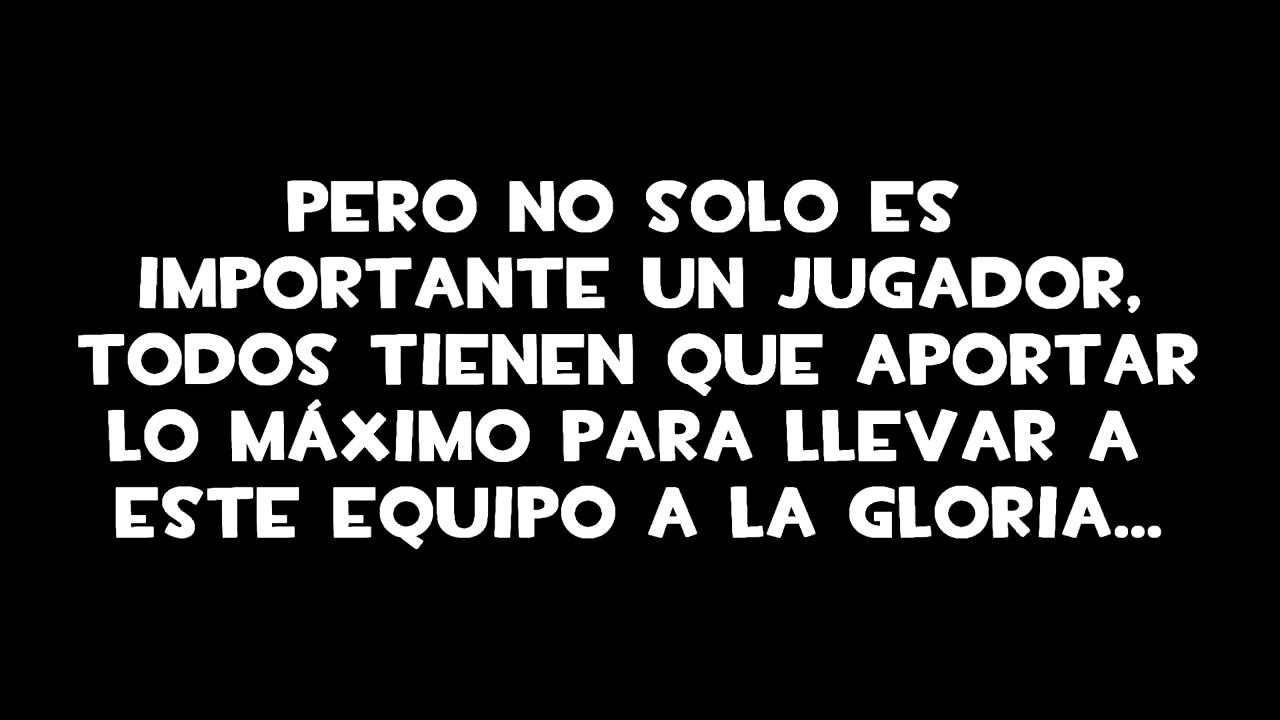 PERO NO SOLO ES
IMPORTANTE UN JUGADOR,
TODOS TIENEN QUE APORTAR
LO MÁXIMO PARA LLEVAR A
ESTE EQUIPO A LA GLORIA...